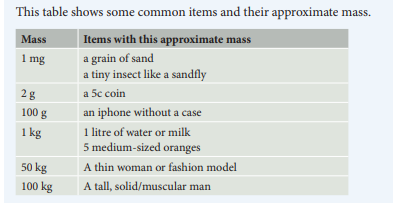 This table shows some common items and their approximate mass.
Mass Items with this approximate mass
1 mg a grain of sand
a tiny insect like a sandfly
2 g a 5c coin
100 g an iphone without a case
1 kg 1 litre of water or milk
5 medium-sized oranges
50 kg A thin woman or fashion model
100 kg A tall, solid/muscular man